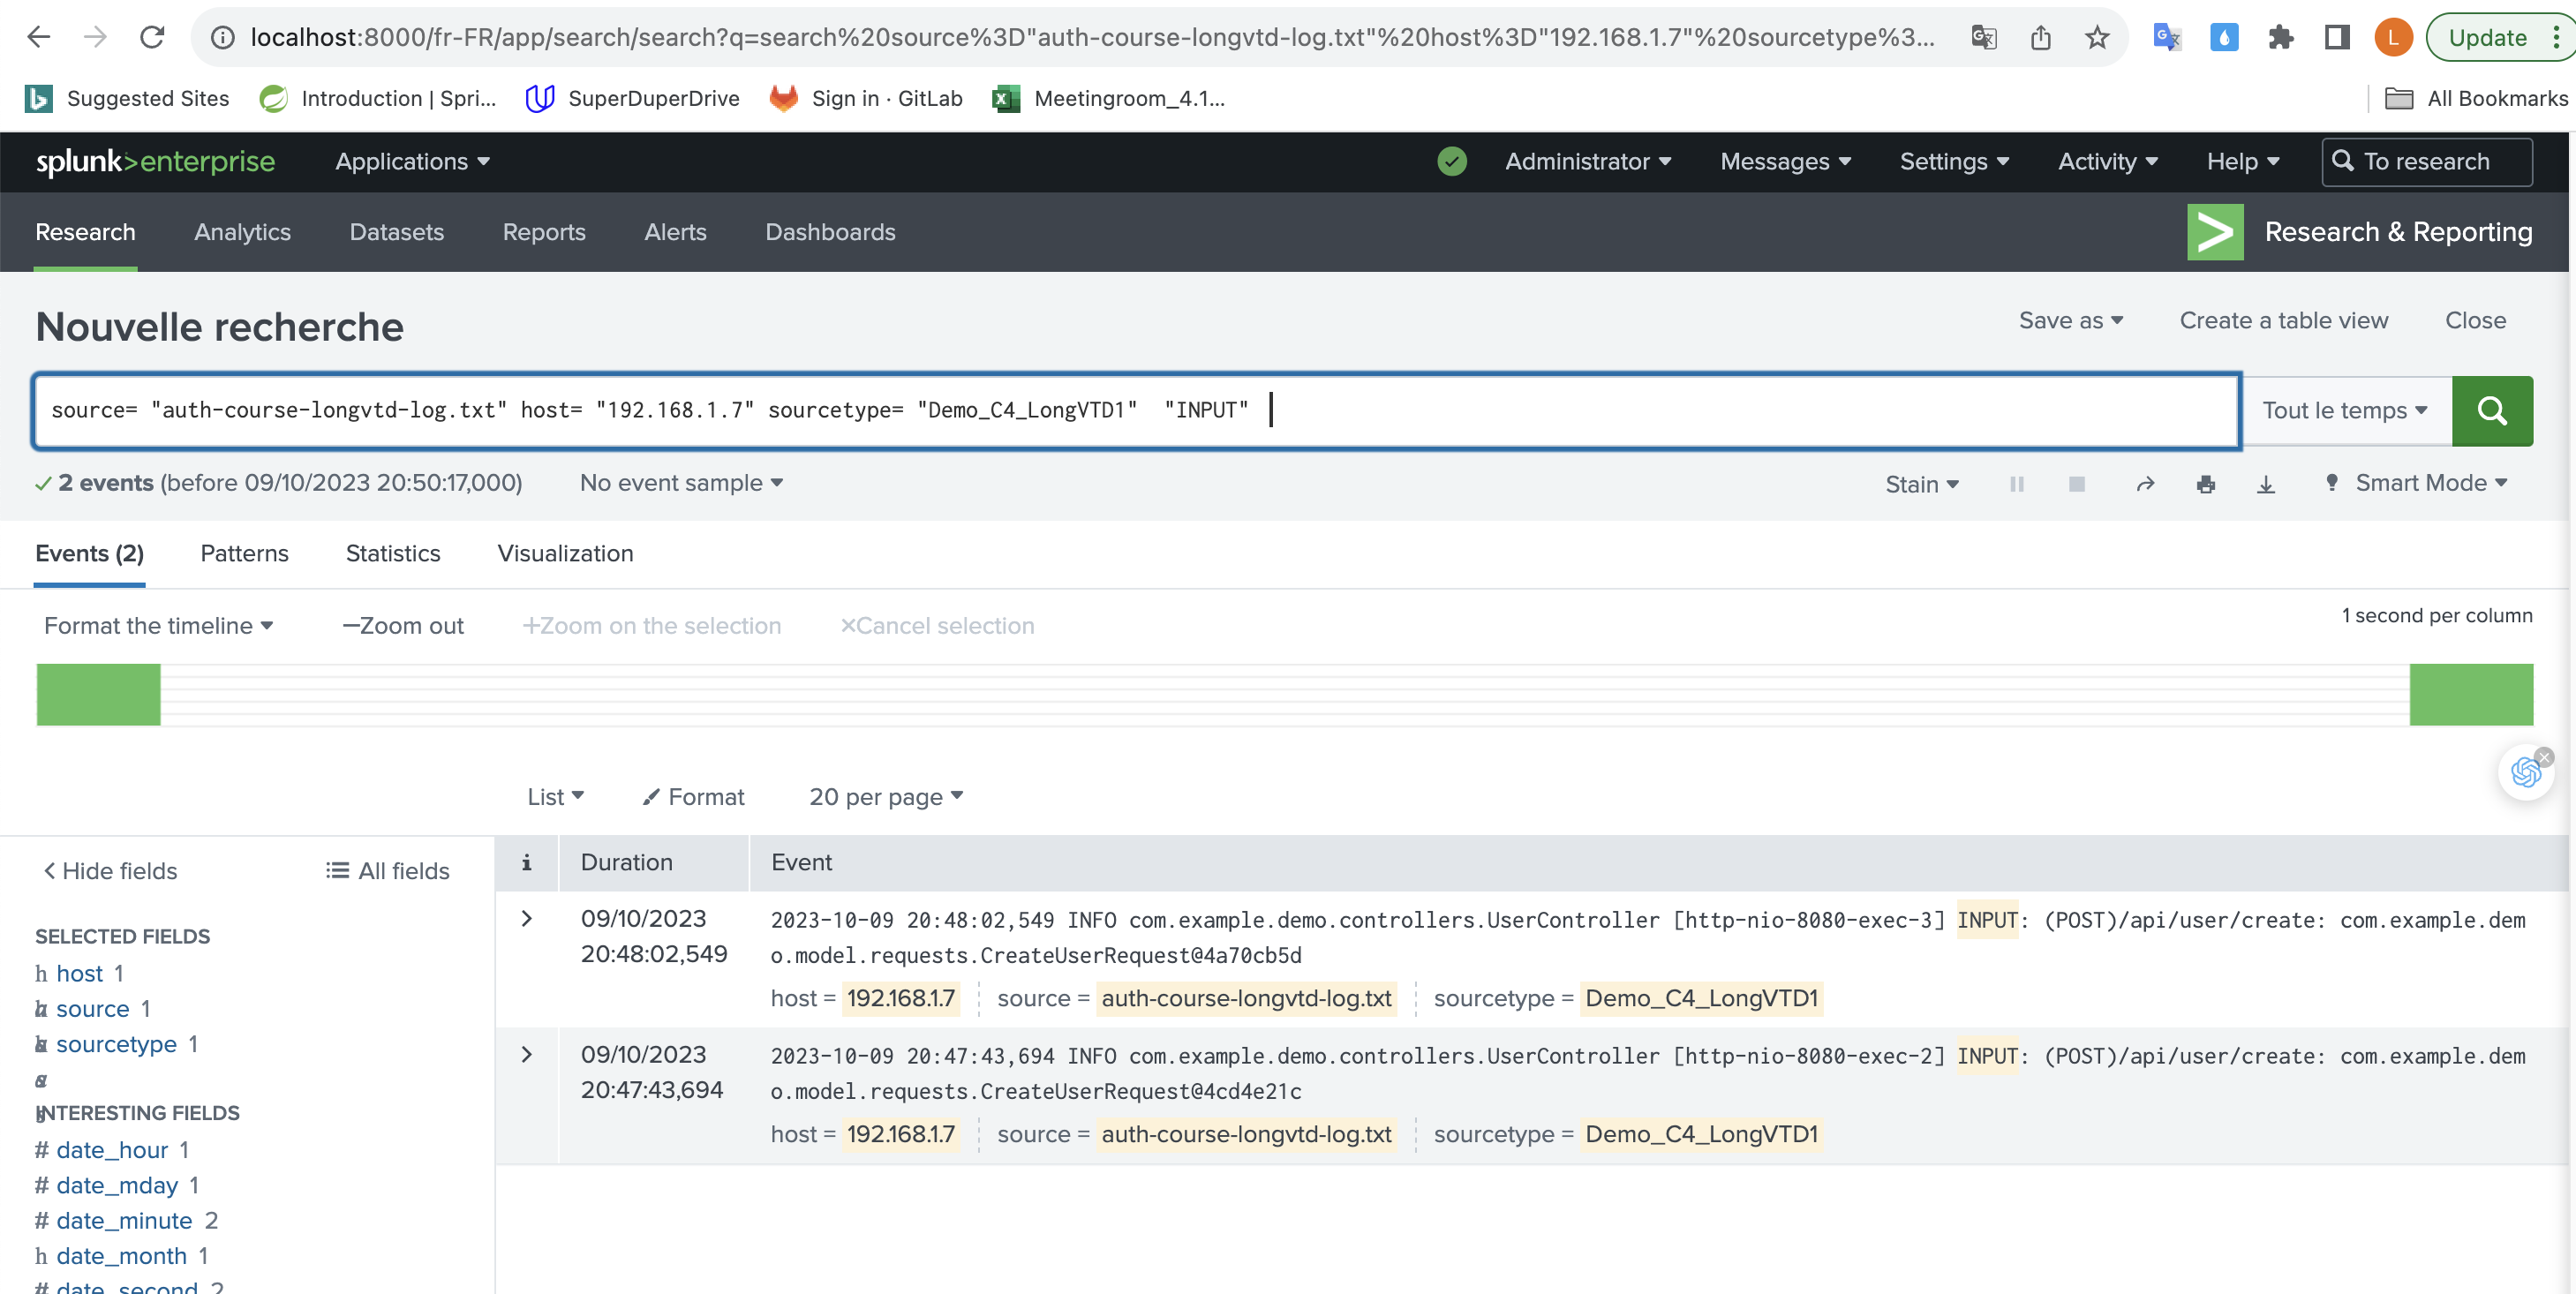 localhost:8000/fr-FR/app/search/search?q=search%20source%3D"auth-course-longvtd-log.txt"%20host%3D"192.168.1.7"%20sourcetype%3...
L
Update
Suggested Sites
Introduction | Spri...
SuperDuperDrive
Sign in · GitLab
Meetingroom_4.1...
All Bookmarks
splunk>enterprise
Applications
Administrator
Messages
Settings
Activity
Help
To research
Research
Analytics
Datasets
Reports
Alerts
Dashboards
Research & Reporting
Nouvelle recherche
Save as
Create a table view
Close
source= "auth-course-longvtd-log.txt" host= "192.168.1.7" sourcetype= "Demo_C4_LongVTD1"  "INPUT"
Tout le temps
2 events (before 09/10/2023 20:50:17,000)
No event sample
Stain
Smart Mode
Events (2)
Patterns
Statistics
Visualization
Format the timeline
—Zoom out
+Zoom on the selection
×Cancel selection
1 second per column
List
Format
20 per page
Hide fields
All fields
i
Duration
Event
SELECTED FIELDS
h host 1
source 1
sourcetype 1
INTERESTING FIELDS
# date_hour 1
# date_mday 1
# date_minute 2
h date_month 1
# date_second 2
09/10/2023
20:48:02,549
2023-10-09 20:48:02,549 INFO com.example.demo.controllers.UserController [http-nio-8080-exec-3] INPUT: (POST)/api/user/create: com.example.dem
o.model.requests.CreateUserRequest@4a70cb5d
host = 192.168.1.7
source = auth-course-longvtd-log.txt
sourcetype = Demo_C4_LongVTD1
09/10/2023
20:47:43,694
2023-10-09 20:47:43,694 INFO com.example.demo.controllers.UserController [http-nio-8080-exec-2] INPUT: (POST)/api/user/create: com.example.dem
o.model.requests.CreateUserRequest@4cd4e21c
host = 192.168.1.7
source = auth-course-longvtd-log.txt
sourcetype = Demo_C4_LongVTD1